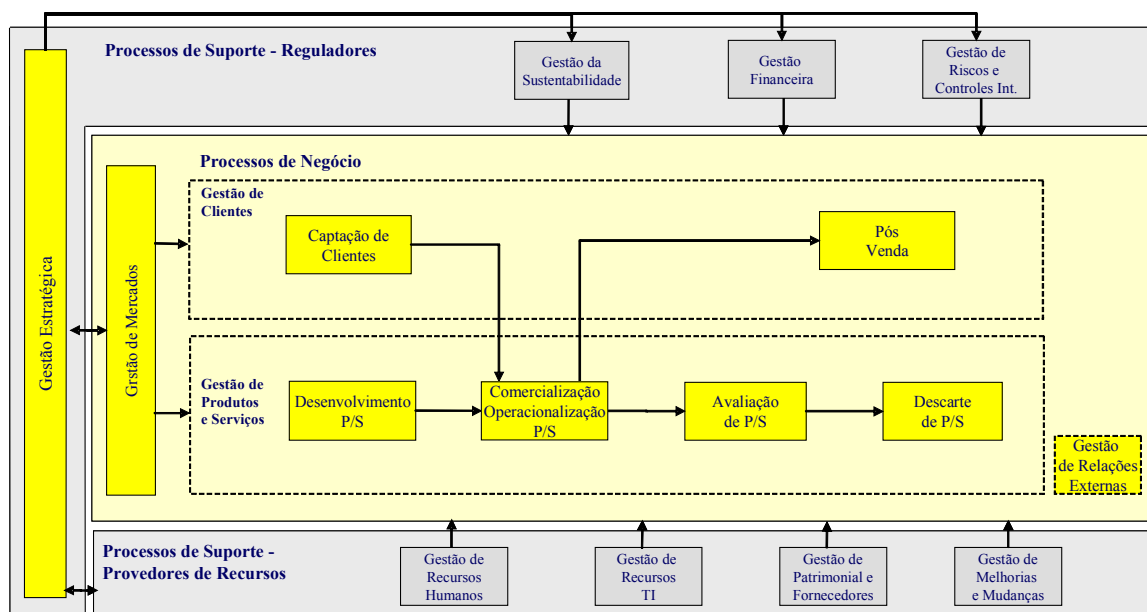 Processos de Suporte - Reguladores
Gestão da
Sustentabilidade
Gestão
Financeira
Gestão de
Riscos e
Controles Int.
Gestão Estratégica
Grstão de Mercados
Processos de Negócio
Gestão de
Clientes
Captação de
Clientes
Pós
Venda
Gestão de
Produtos
e Serviços
Desenvolvimento
P/S
Comercialização
Operacionalização
P/S
Avaliação
de P/S
Descarte
de P/S
Gestão
de Relações
Externas
Processos de Suporte -
Provedores de Recursos
Gestão de
Recursos
Humanos
Gestão de
Recursos
TI
Gestão de
Patrimonial e
Fornecedores
Gestão de
Melhorias
e Mudanças